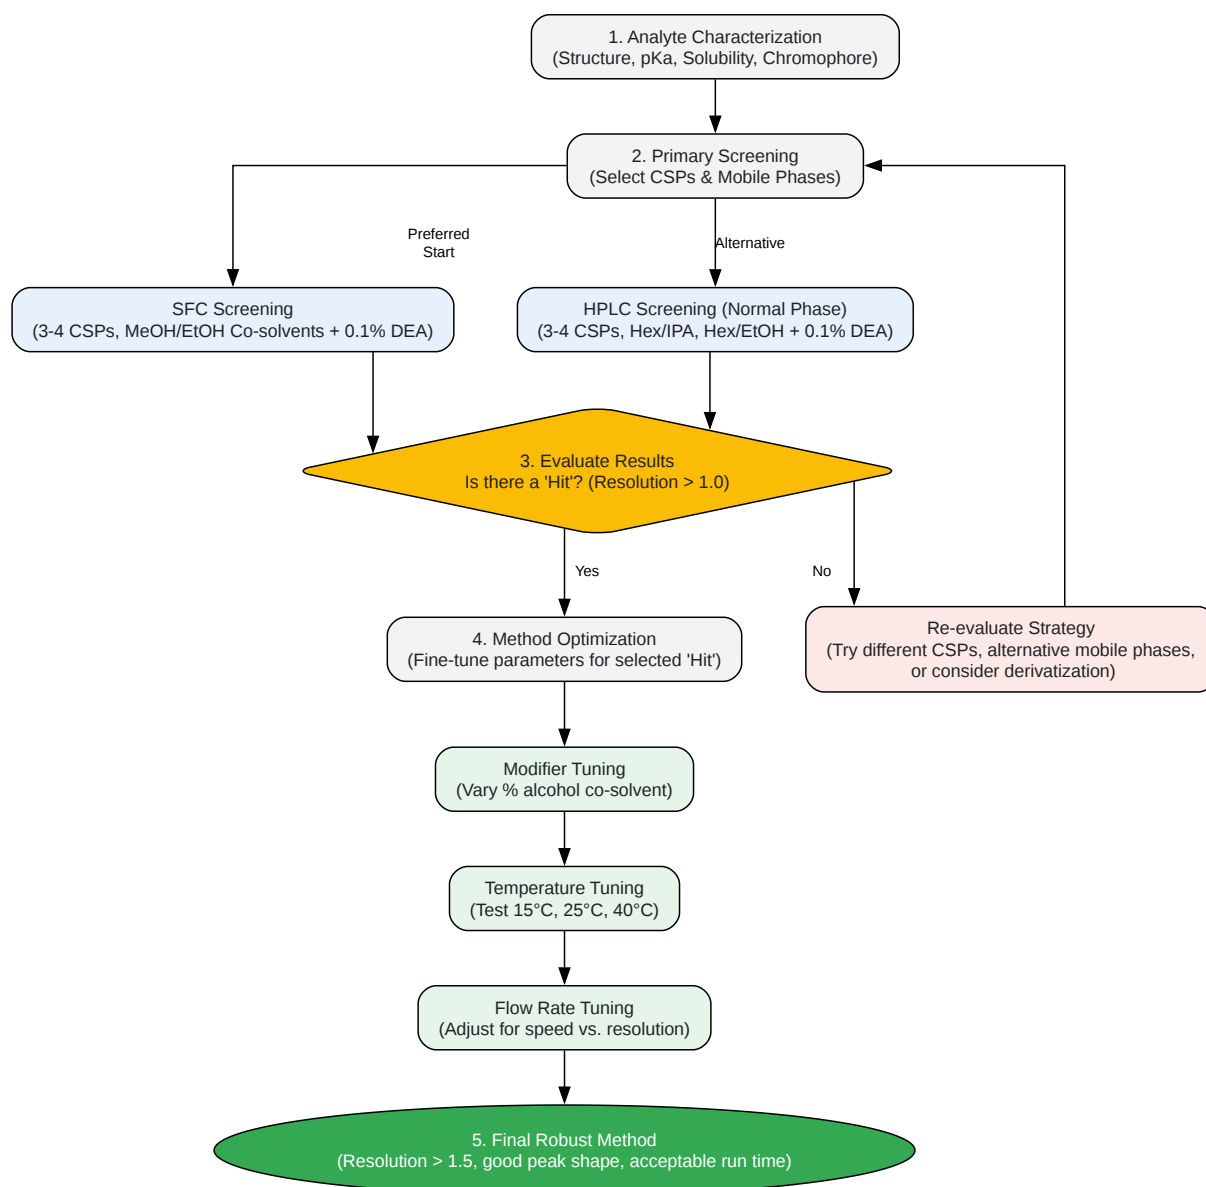 1. Analyte Characterization
(Structure, pKa, Solubility, Chromophore)
2. Primary Screening
(Select CSPs & Mobile Phases)
Preferred
Start
Alternative
SFC Screening
(3-4 CSPs, MeOH/EtOH Co-solvents + 0.1% DEA)
HPLC Screening (Normal Phase)
(3-4 CSPs, Hex/IPA, Hex/EtOH + 0.1% DEA)
3. Evaluate Results
Is there a 'Hit'? (Resolution > 1.0)
Yes
No
4. Method Optimization
(Fine-tune parameters for selected 'Hit')
Re-evaluate Strategy
(Try different CSPs, alternative mobile phases,
or consider derivatization)
Modifier Tuning
(Vary % alcohol co-solvent)
Temperature Tuning
(Test 15°C, 25°C, 40°C)
Flow Rate Tuning
(Adjust for speed vs. resolution)
5. Final Robust Method
(Resolution > 1.5, good peak shape, acceptable run time)